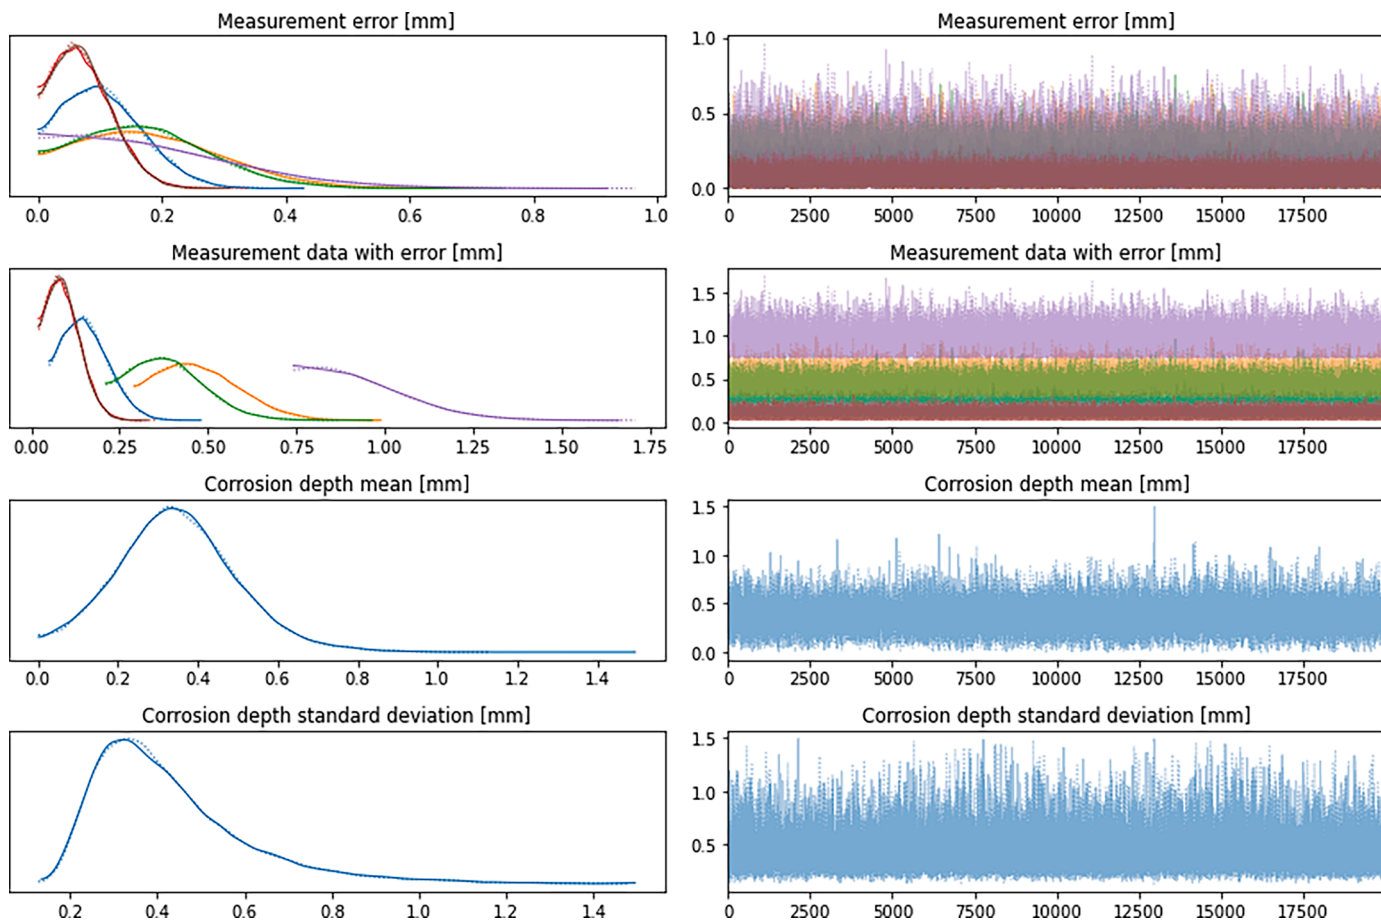 Measurement error [mm]
Measurement error [mm]
1.0
0.5
0.0
0.0 0.2 0.4 0.6 0.8 1.0
0 2500 5000 7500 10000 12500 15000 17500
Measurement data with error [mm]
Measurement data with error [mm]
1.5
1.0
0.5
0.0
0.00 0.25 0.50 0.75 1.00 1.25 1.50 1.75
0 2500 5000 7500 10000 12500 15000 17500
Corrosion depth mean [mm]
Corrosion depth mean [mm]
1.5
1.0
0.5
0.0
0.0 0.2 0.4 0.6 0.8 1.0 1.2 1.4
0 2500 5000 7500 10000 12500 15000 17500
Corrosion depth standard deviation [mm]
Corrosion depth standard deviation [mm]
1.5
1.0
0.5
0.2 0.4 0.6 0.8 1.0 1.2 1.4
0 2500 5000 7500 10000 12500 15000 17500